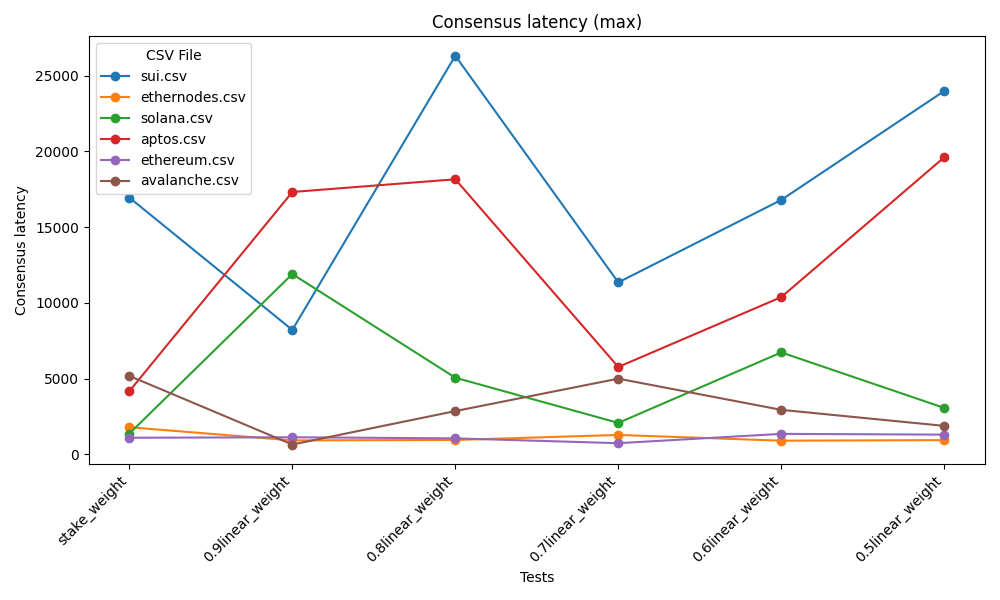 Consensus latency (max)
CSV File
sui.csv
ethernodes.csv
solana.csv
aptos.csv
ethereum.csv
avalanche.csv
Consensus latency
25000
20000
15000
10000
5000
0
stake_weight
0.9linear_weight
0.8linear_weight
0.7linear_weight
0.6linear_weight
0.5linear_weight
Tests